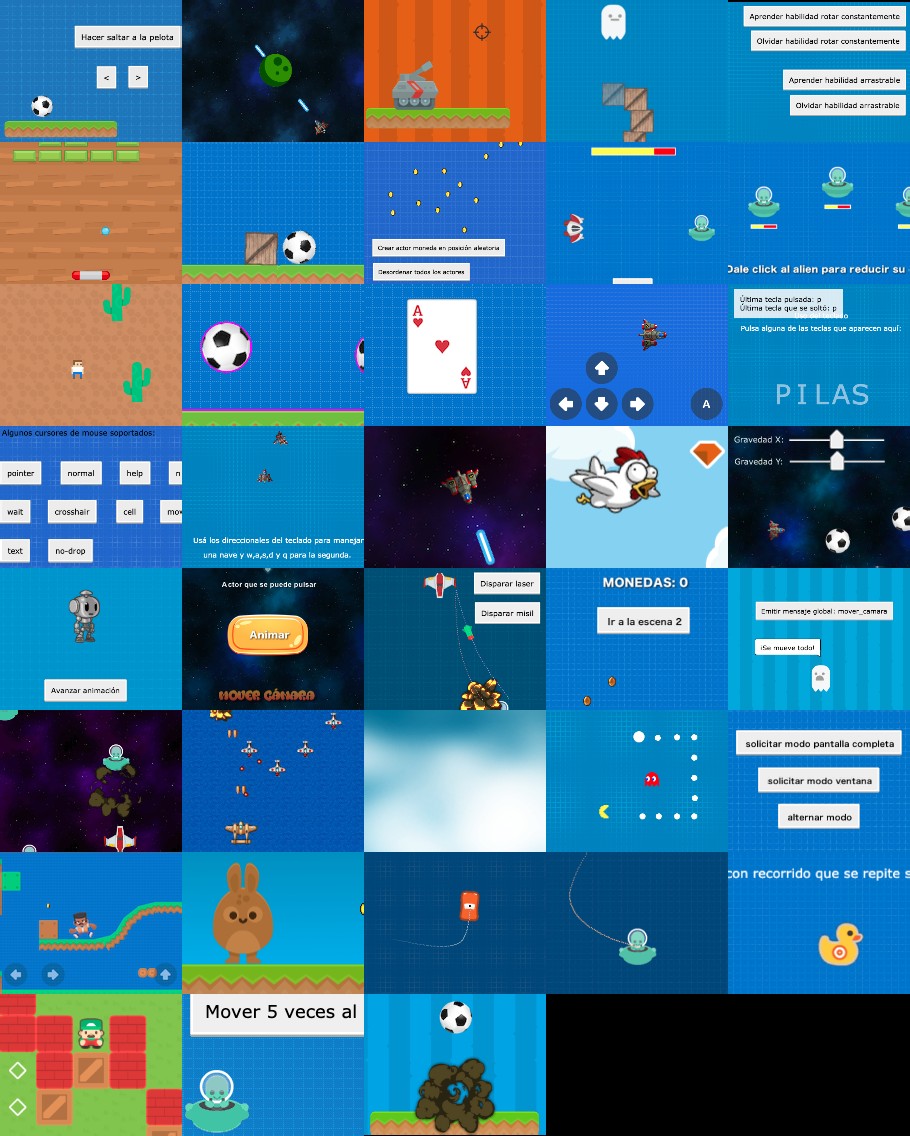 Hacer saltar a la pelota
<
>
Aprender habilidad rotar constantemente
Olvidar habilidad rotar constantemente
Aprender habilidad arrastrable
Olvidar habilidad arrastrable
Crear actor moneda en posición aleatoria
Desordenar todos los actores
Dale click al alien para reducir su
A
A
A
Última tecla pulsada: p
Última tecla que se soltó: p
Pulsa alguna de las teclas que aparecen aquí:
PILAS
Algunos cursores de mouse soportados:
pointer
normal
help
n
wait
crosshair
cell
mov
text
no-drop
Usá los direccionales del teclado para manejar
una nave y w,a,s,d y q para la segunda.
Gravedad X:
Gravedad Y:
Avanzar animación
Actor que se puede pulsar
Animar
MOVER CÁMARA
Disparar laser
Disparar misil
MONEDAS: 0
Ir a la escena 2
Emitir mensaje global: mover_camara
¡Se mueve todo!
solicitar modo pantalla completa
solicitar modo ventana
alternar modo
con recorrido que se repite s
Mover 5 veces al